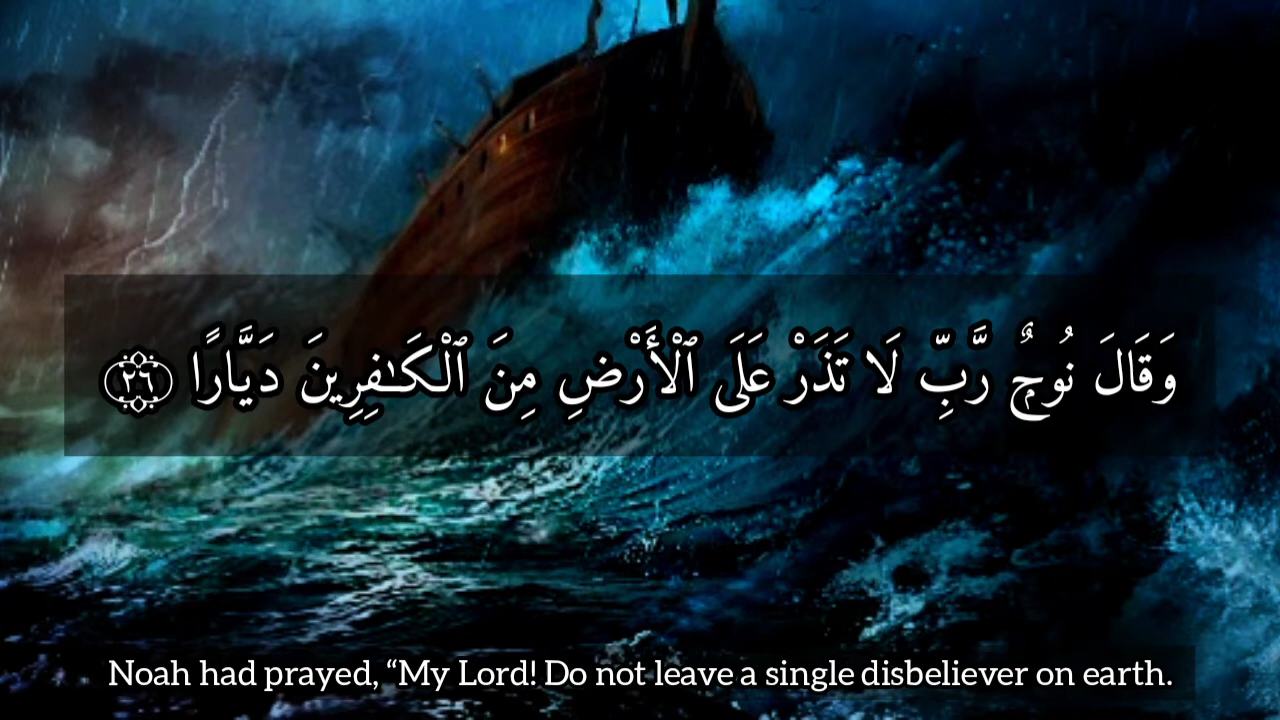 وَقَالَ نُوحٌ رَّبِّ لَا تَذَرْ عَلَى ٱلْأَرْضِ مِنَ ٱلْكَـٰفِرِينَ دَيَّارًا ٢٦
Noah had prayed, “My Lord! Do not leave a single disbeliever on earth.